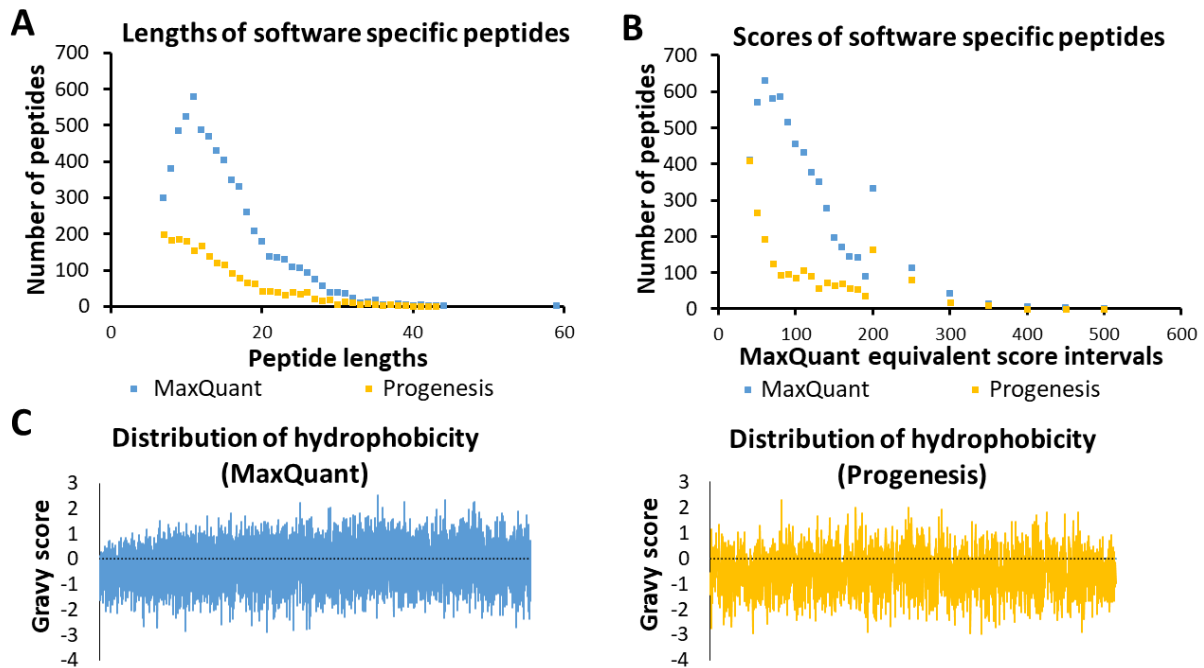 A
Lengths of software specific peptides
Number of peptides
700
600
500
400
300
200
100
0
0 20 40 60
Peptide lengths
MaxQuant Progenesis
B
Scores of software specific peptides
Number of peptides
700
600
500
400
300
200
100
0
0 100 200 300 400 500 600
MaxQuant equivalent score intervals
MaxQuant Progenesis
C
Distribution of hydrophobicity
(MaxQuant)
Gravy score
3
2
1
0
-1
-2
-3
-4
Distribution of hydrophobicity
(Progenesis)
Gravy score
3
2
1
0
-1
-2
-3
-4